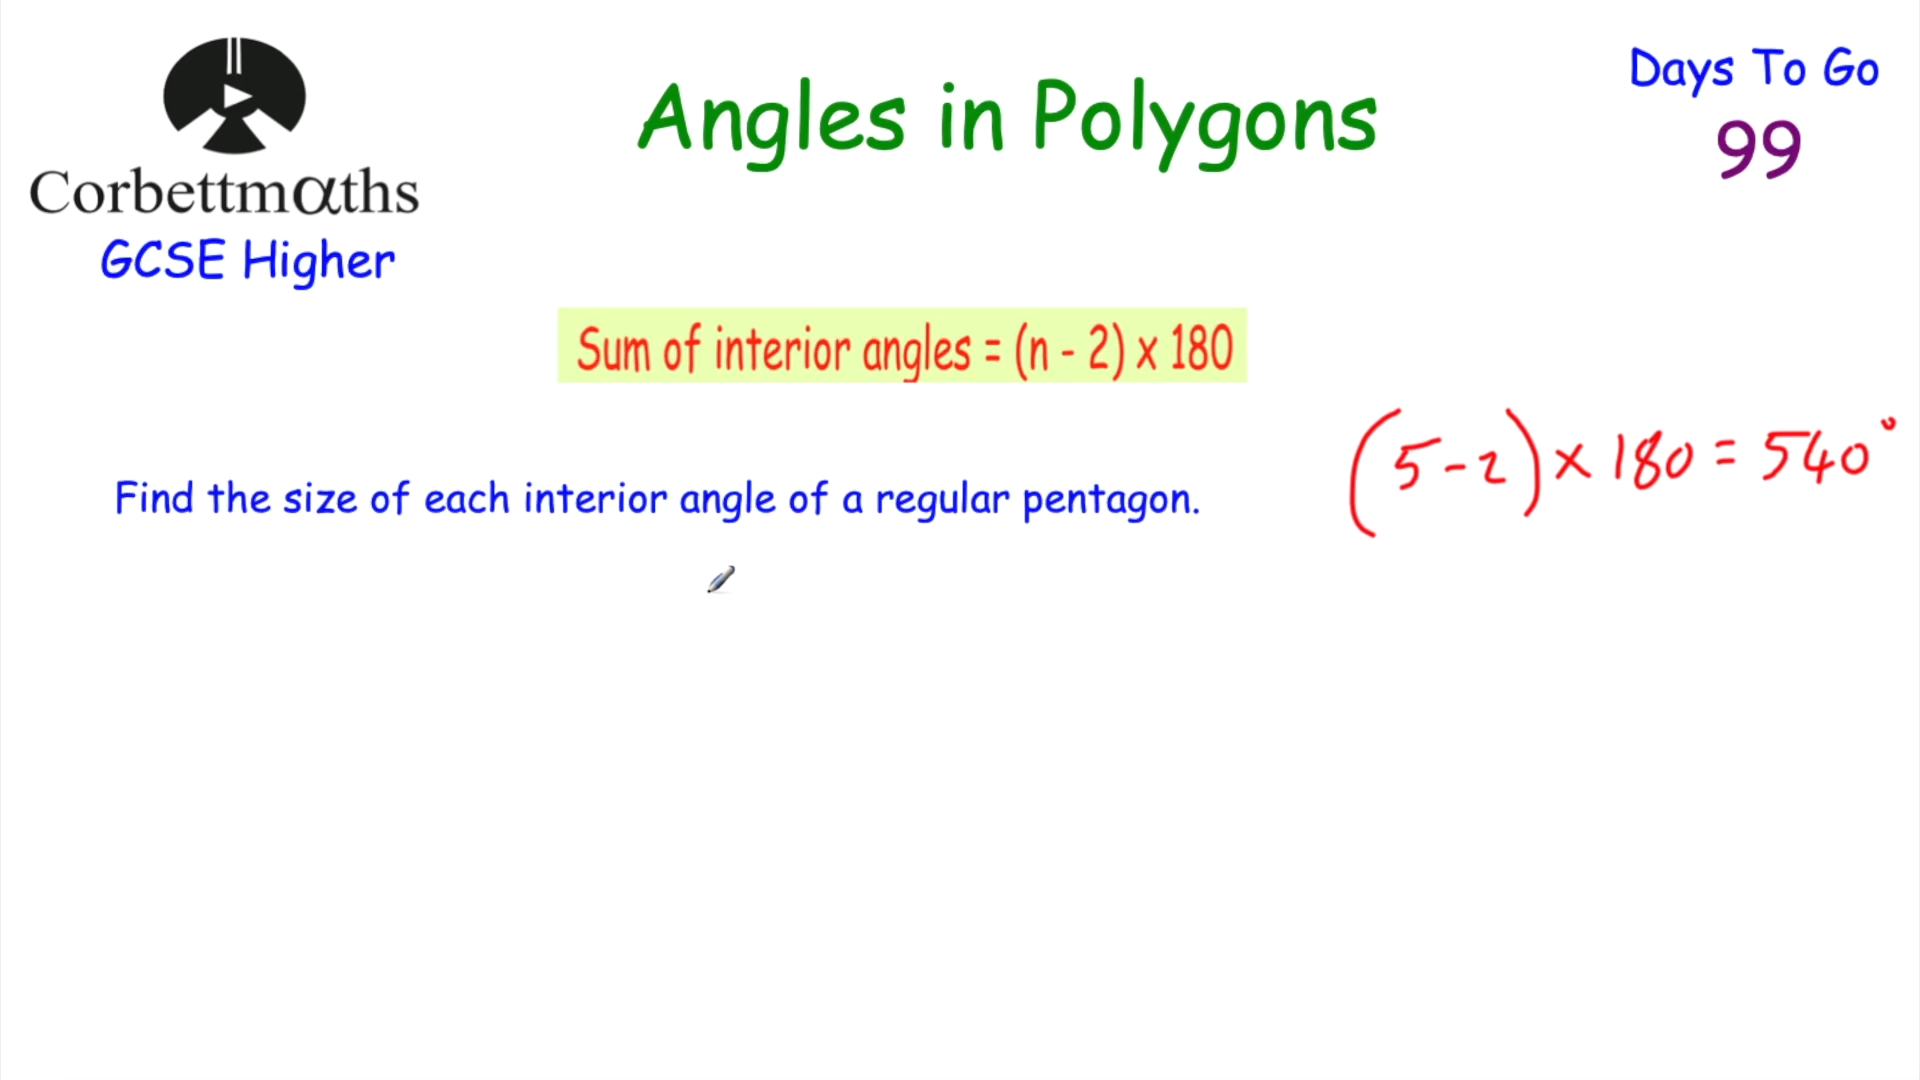 Corbettmαths
GCSE Higher
Angles in Polygons
Days To Go
99
Sum of interior angles = (n - 2) x 180
Find the size of each interior angle of a regular pentagon.
(5-2) x 180 = 540°